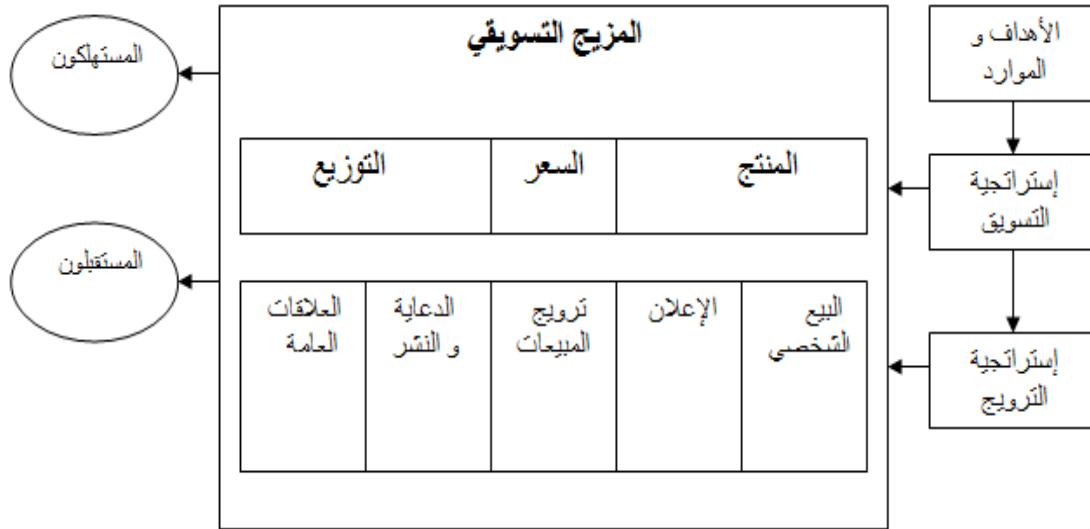 المزيج التسويقي
الأهداف و
الموارد
المستهلكون
المنتج
السعر
التوزيع
إستراتجية
التسويق
المستقبلون
البيع
الشخصي
الإعلان
ترويج
المبيعات
الدعاية
و النشر
العلاقات
العامة
إستراتجية
الترويج